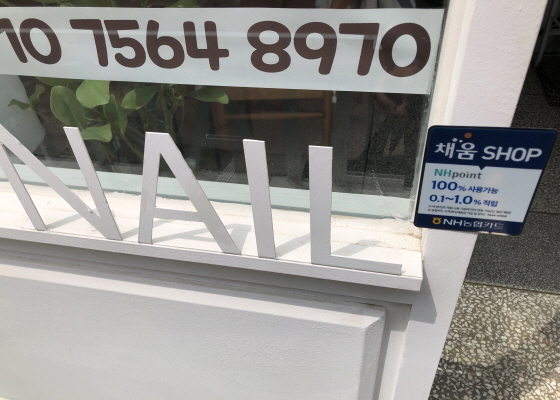 10 7564 8970
NAIL
채움 SHOP
NHpoint
100% 사용가능
0.1~1.0% 적립
NH농협카드